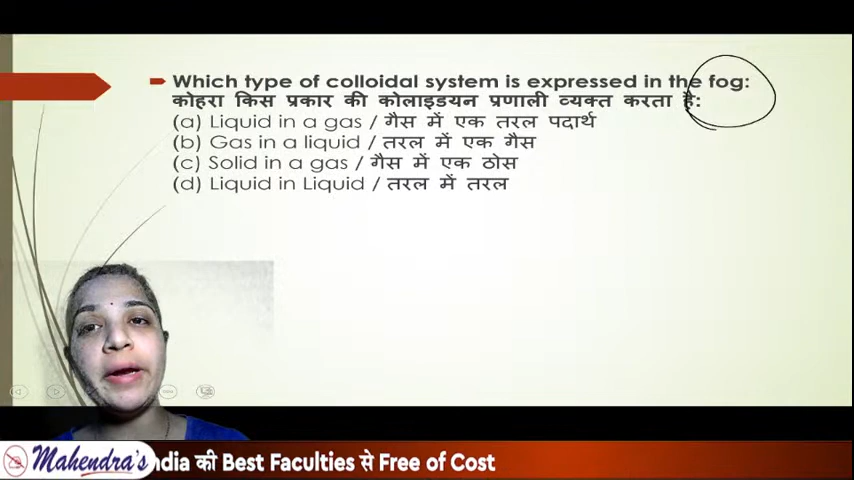 Which type of colloidal system is expressed in the fog:
कोहरा किस प्रकार की कोलाइडयन प्रणाली व्यक्त करता है:
(a) Liquid in a gas / गैस में एक तरल पदार्थ
(b) Gas in a liquid / तरल में एक गैस
(c) Solid in a gas / गैस में एक ठोस
(d) Liquid in Liquid / तरल में तरल
Mahendra's ndia की Best Faculties से Free of Cost